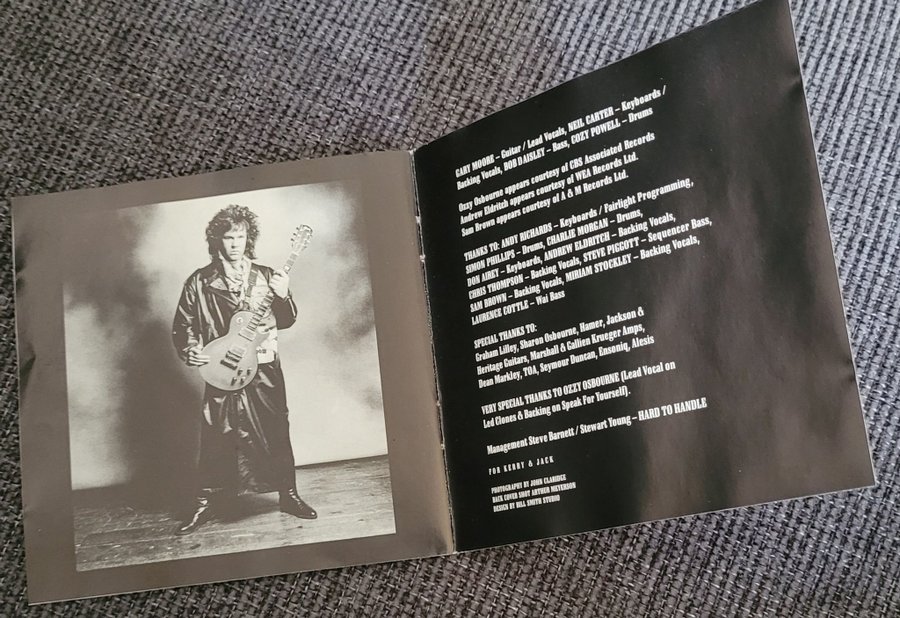 GARY MOORE – Guitar / Lead Vocals, NEIL CARTER – Keyboards /
Backing Vocals, BOB DAISLEY – Bass, COZY POWELL – Drums
Ozzy Osbourne appears courtesy of CBS Associated Records
Andrew Eldritch appears courtesy of WEA Records Ltd.
Sam Brown appears courtesy of A & M Records Ltd.
THANKS TO: ANDY RICHARDS – Keyboards / Fairlight Programming,
SIMON PHILLIPS – Drums, CHARLIE MORGAN – Drums,
DON AIREY – Keyboards, ANDREW ELDRITCH – Backing Vocals,
CHRIS THOMPSON – Backing Vocals, STEVE PIGGOTT – Sequencer Bass,
SAM BROWN – Backing Vocals, MIRIAM STOCKLEY – Backing Vocals,
LAURENCE COTTLE – Wai Bass
SPECIAL THANKS TO:
Graham Lilley, Sharon Osbourne, Hamer, Jackson &
Heritage Guitars, Marshall & Gallien Krueger Amps,
Dean Markley, TOA, Seymour Duncan, Ensoniq, Alesis
VERY SPECIAL THANKS TO OZZY OSBOURNE (Lead Vocal on
Led Clones & Backing on Speak For Yourself).
Management Steve Barnett / Stewart Young – HARD TO HANDLE
FOR KERRY & JACK
PHOTOGRAPHY BY JOHN CLARIDGE
BACK COVER SHOT ARTHUR MEYERSON
DESIGN BY BILL SMITH STUDIO